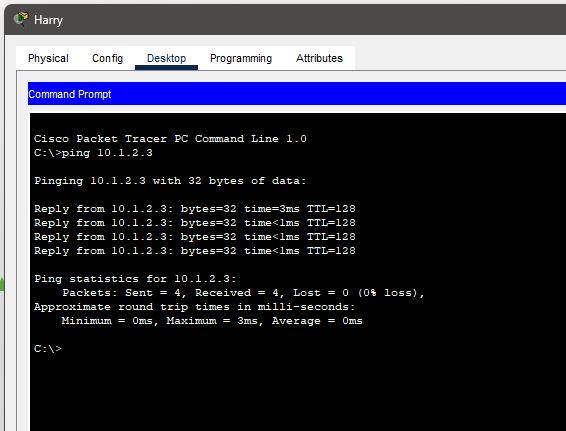 Harry
Physical Config Desktop Programming Attributes
Command Prompt
Cisco Packet Tracer PC Command Line 1.0
C:\>ping 10.1.2.3
Pinging 10.1.2.3 with 32 bytes of data:
Reply from 10.1.2.3: bytes=32 time=3ms TTL=128
Reply from 10.1.2.3: bytes=32 time<1ms TTL=128
Reply from 10.1.2.3: bytes=32 time<1ms TTL=128
Reply from 10.1.2.3: bytes=32 time<1ms TTL=128
Ping statistics for 10.1.2.3:
Packets: Sent = 4, Received = 4, Lost = 0 (0% loss),
Approximate round trip times in milli-seconds:
Minimum = 0ms, Maximum = 3ms, Average = 0ms
C:\>